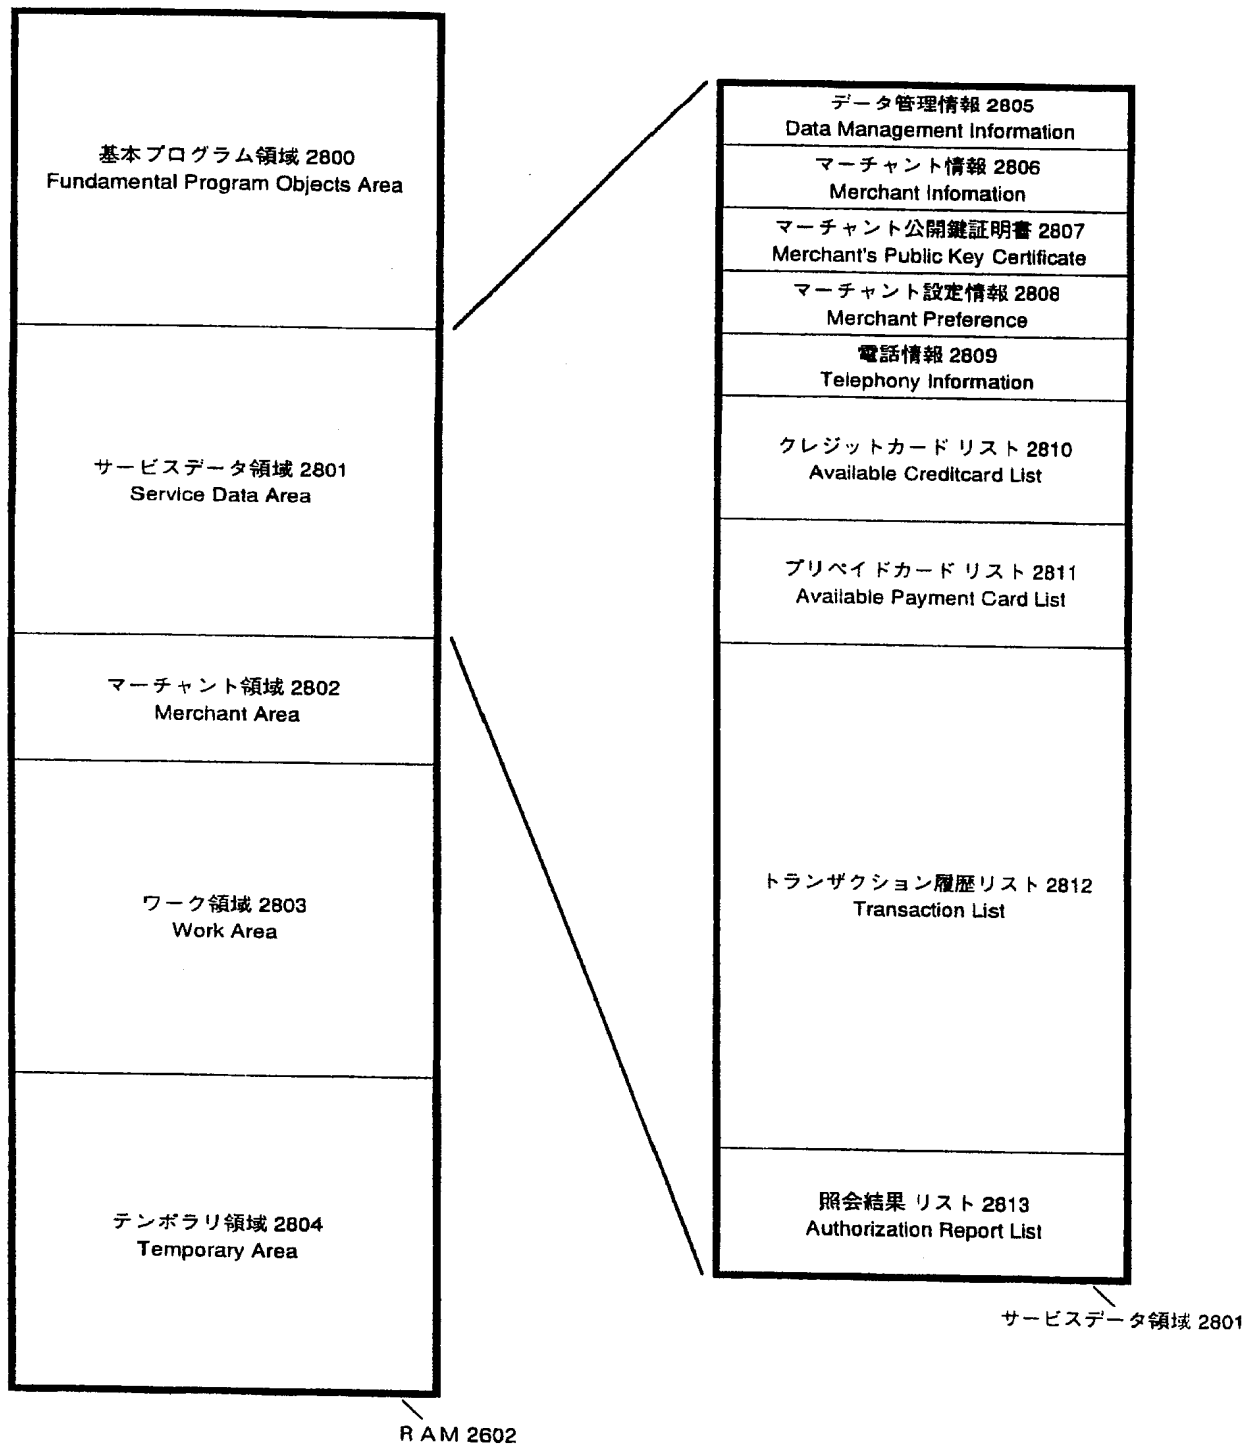 基本プログラム領域 2800
Fundamental Program Objects Area
サービスデータ領域 2801
Service Data Area
マーチャント領域 2802
Merchant Area
ワーク領域 2803
Work Area
テンポラリ領域 2804
Temporary Area
RAM 2602
データ管理情報 2805
Data Management Information
マーチャント情報 2806
Merchant Infomation
マーチャント公開鍵証明書 2807
Merchant's Public Key Certificate
マーチャント設定情報 2808
Merchant Preference
電話情報 2809
Telephony Information
クレジットカード リスト 2810
Available Creditcard List
プリペイドカード リスト 2811
Available Payment Card List
トランザクション履歴リスト 2812
Transaction List
照会結果 リスト 2813
Authorization Report List
サービスデータ領域 2801